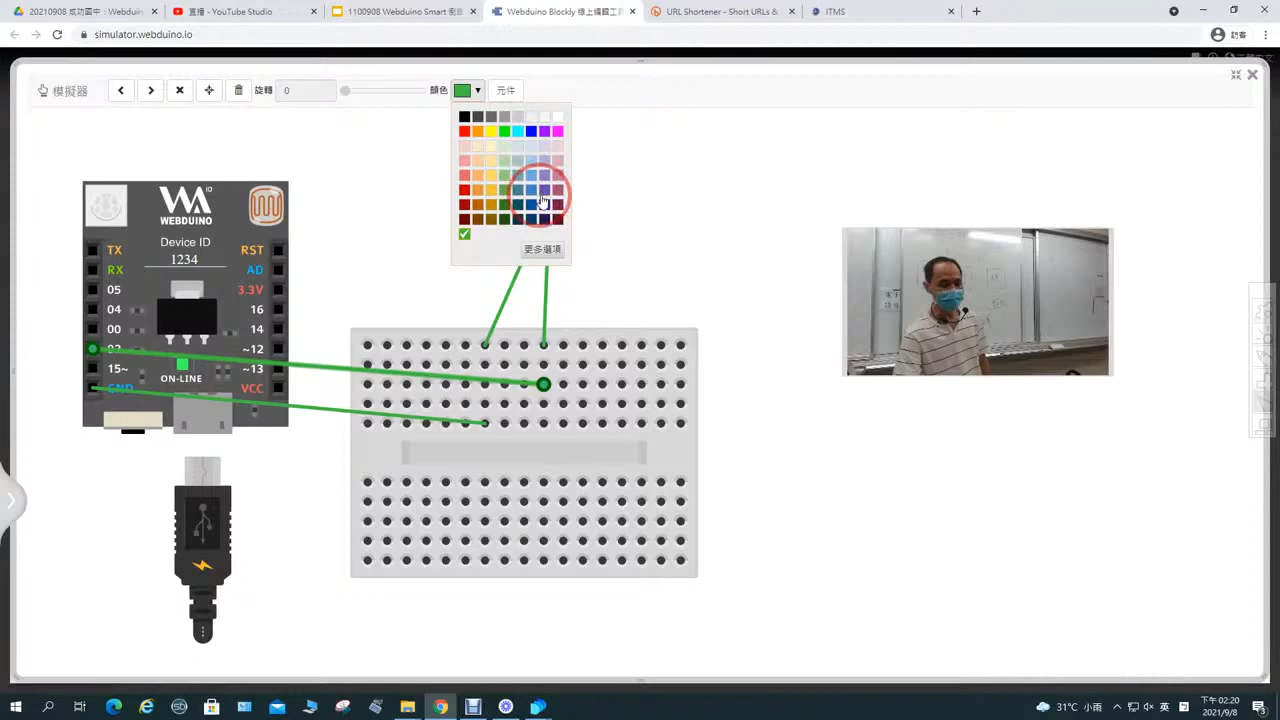 20210908 成功國中：Webduin
直播 - YouTube Studio
1100908 Webduino Smart 創意
Webduino Blockly 線上編輯工具
URL Shortener - Short URLs &
ITMS
simulator.webduino.io
訪客
模擬器
旋轉
0
顏色
元件
更多選項
WEBDUINO
IO
Device ID
1234
TX
RST
RX
AD
05
3.3V
04
16
00
14
02
~12
15~
~13
ON-LINE
GND
VCC
31°C 小雨
英
下午 02:20
2021/9/8
3